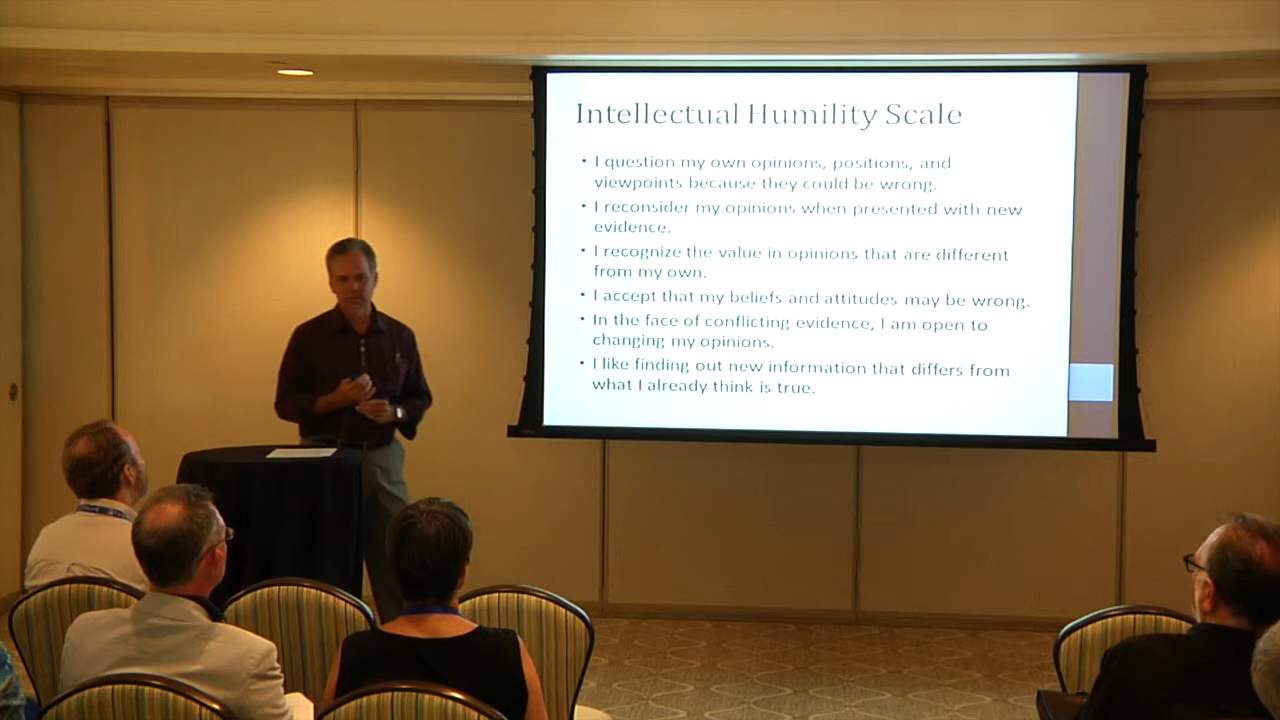 Intellectual Humility Scale
• I question my own opinions, positions, and
viewpoints because they could be wrong.
• I reconsider my opinions when presented with new
evidence.
• I recognize the value in opinions that are different
from my own.
• I accept that my beliefs and attitudes may be wrong.
• In the face of conflicting evidence, I am open to
changing my opinions.
• I like finding out new information that differs from
what I already think is true.